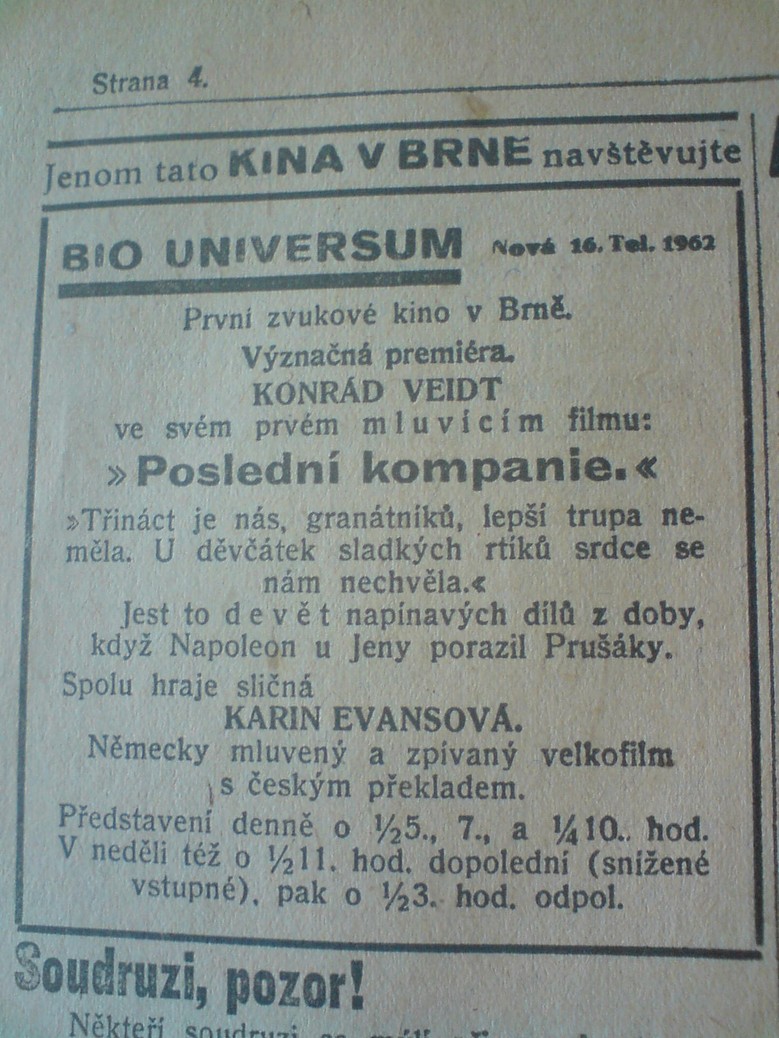 Strana 4.
Jenom tato KINA V BRNĚ navštěvujte
BIO UNIVERSUM Nová 16. Tel. 1962
První zvukové kino v Brně.
Význačná premiéra.
KONRÁD VEIDT
ve svém prvém mluvícím filmu:
»Poslední kompanie.«
»Třináct je nás, granátníků, lepší trupa ne-
měla. U děvčátek sladkých rtíků srdce se
nám nechvěla.«
Jest to devět napínavých dílů z doby,
když Napoleon u Jeny porazil Prušáky.
Spolu hraje sličná
KARIN EVANSOVÁ.
Německy mluvený a zpívaný velkofilm
s českým překladem.
Představení denně o ½5., 7., a ¼10.. hod.
V neděli též o ½11. hod. dopolední (snížené
vstupné), pak o ½3. hod. odpol.
Soudruzi, pozor!
Někteří soudruzi